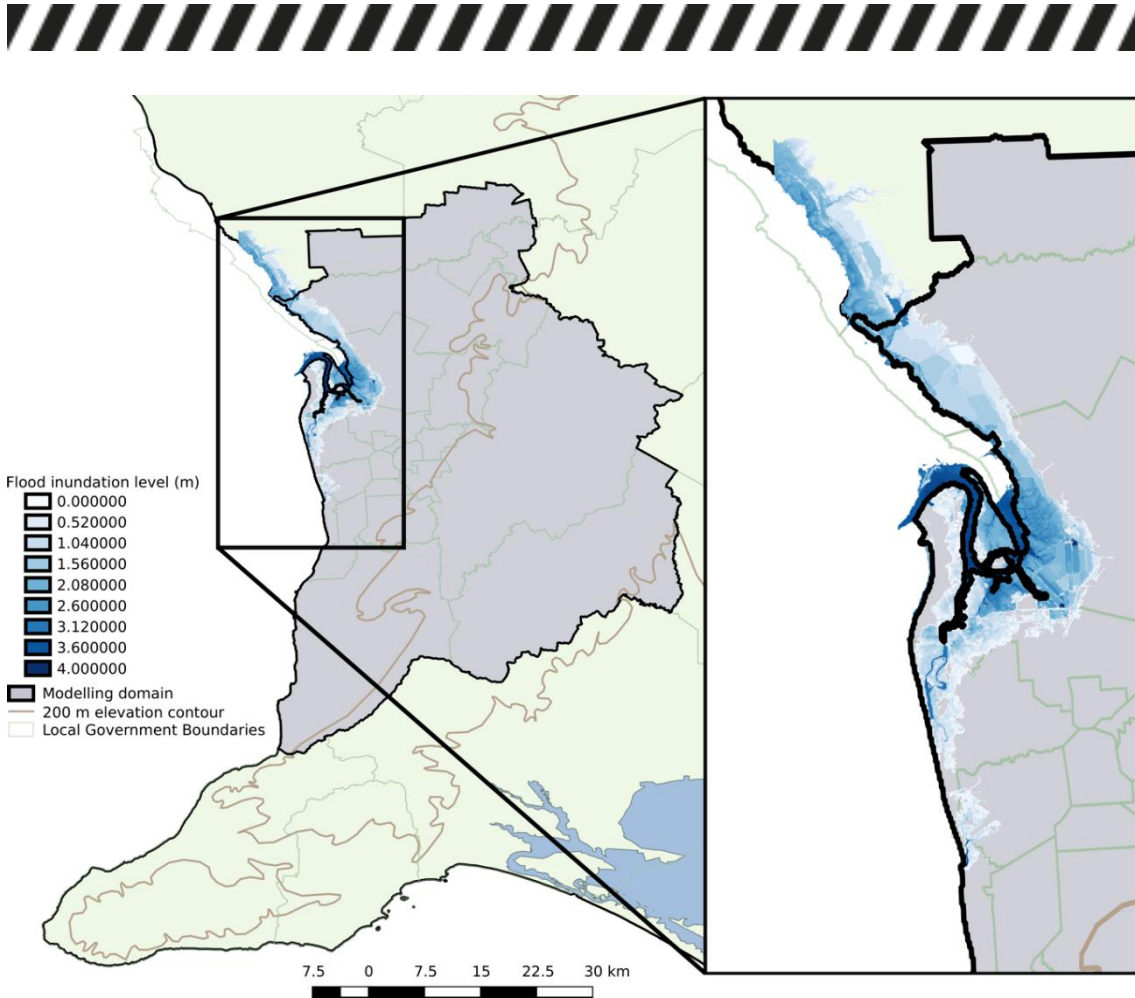 Flood inundation level (m)
0.000000
0.520000
1.040000
1.560000
2.080000
2.600000
3.120000
3.600000
4.000000
Modelling domain
200 m elevation contour
Local Government Boundaries
7.5 0 7.5 15 22.5 30 km